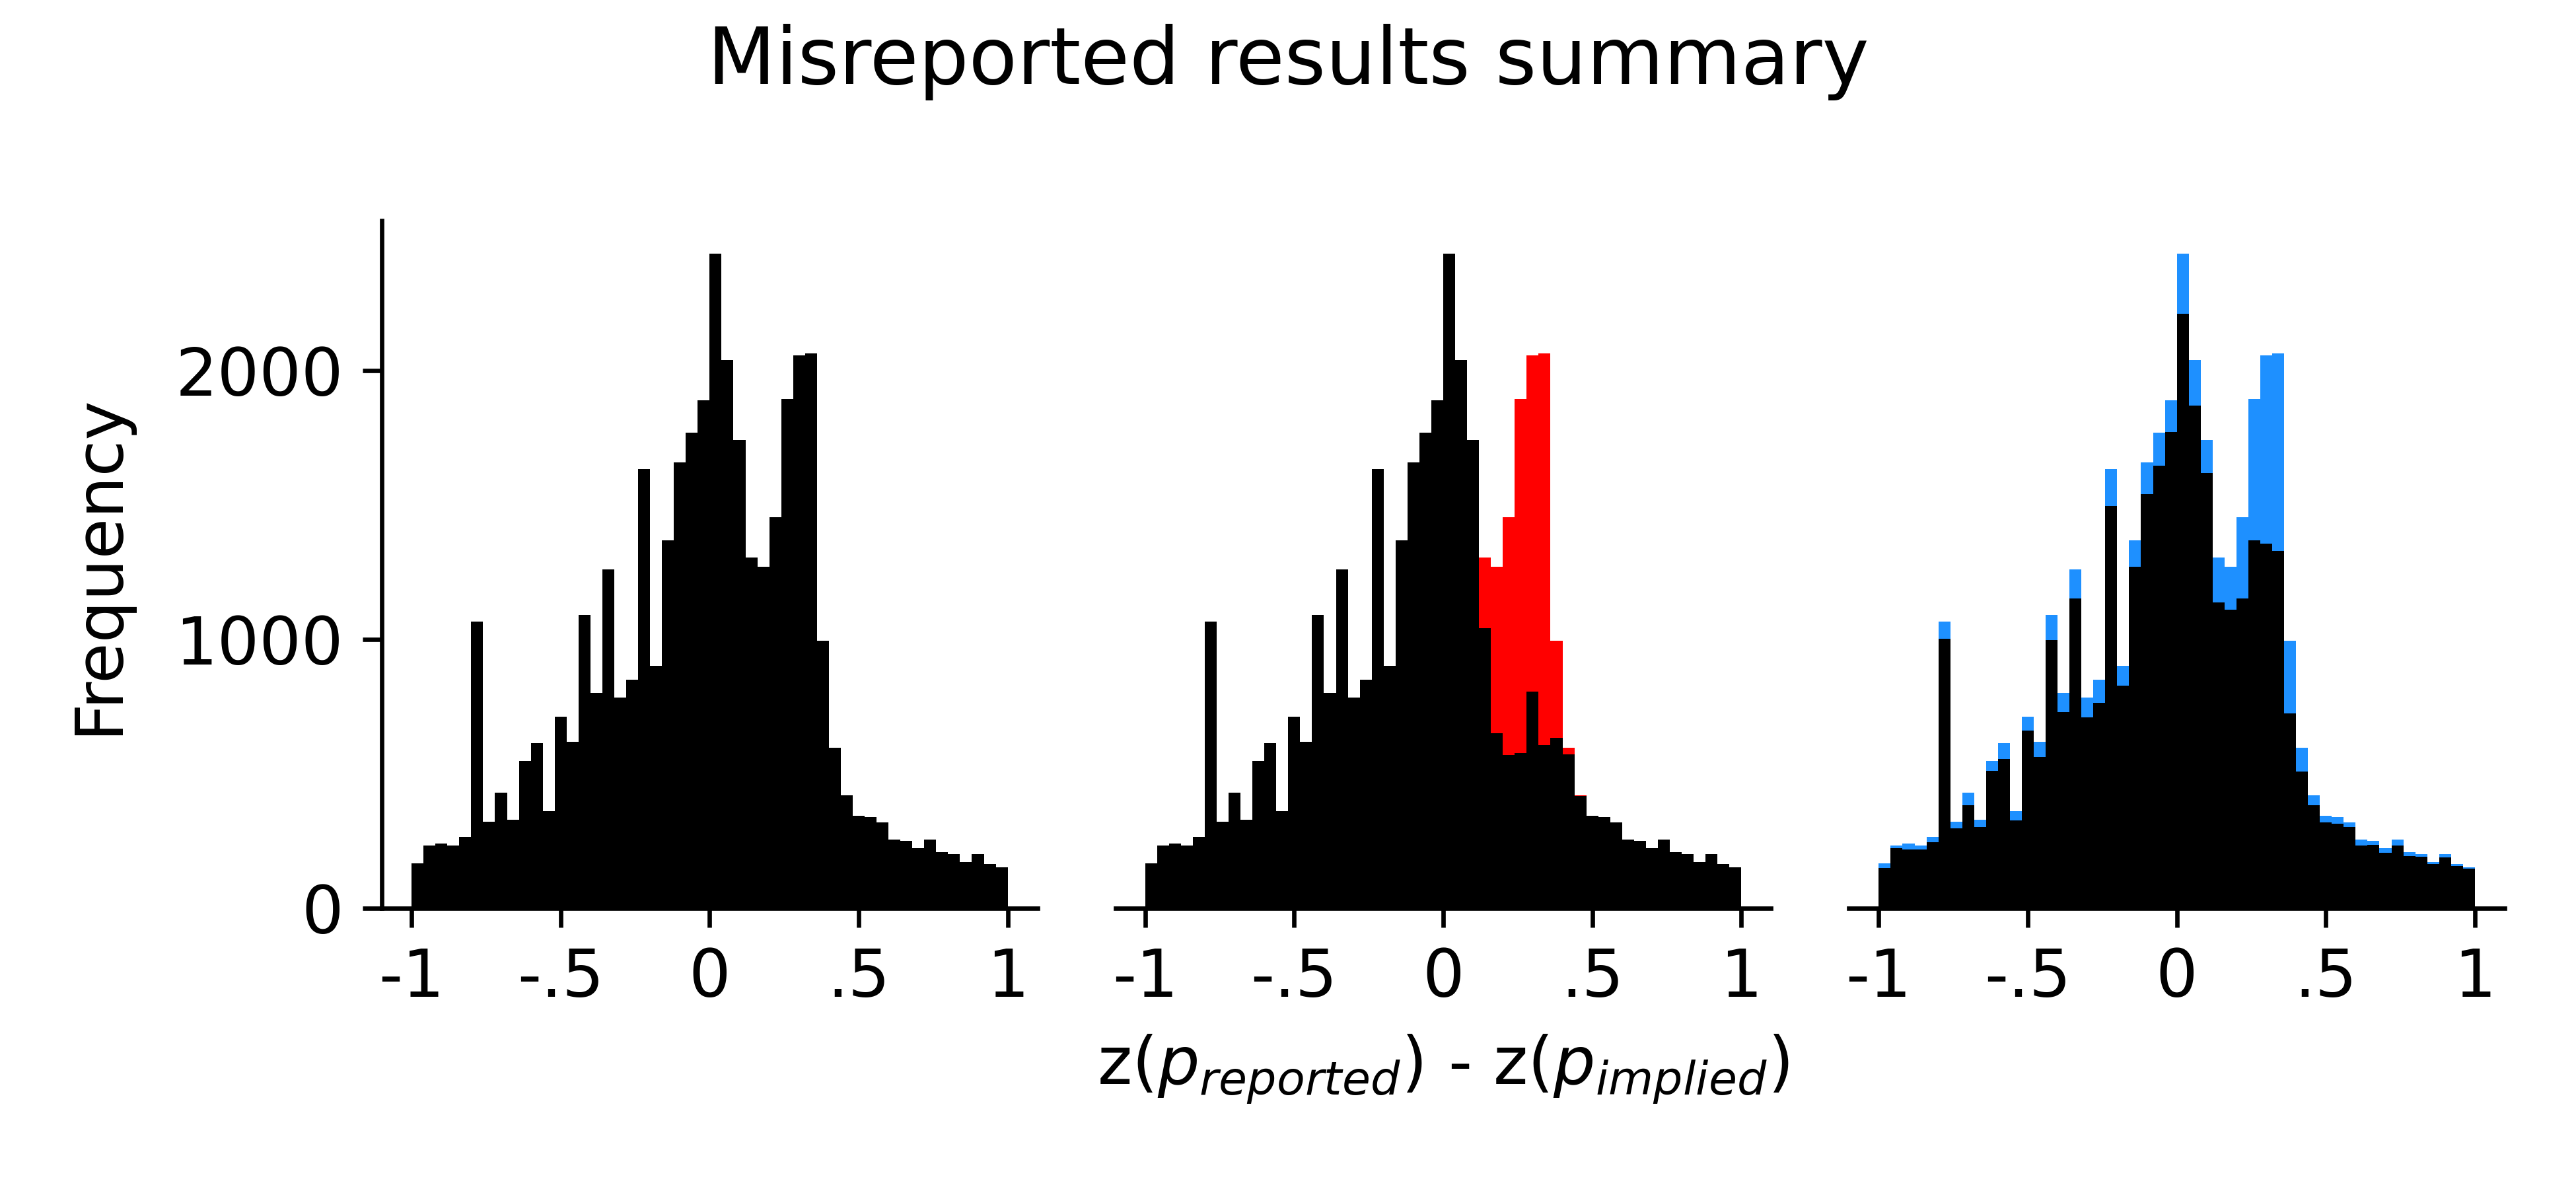 Misreported results summary
Frequency
2000
1000
0
-1 -.5 0 .5 1
-1 -.5 0 .5 1
-1 -.5 0 .5 1
z(p_reported) - z(p_implied)